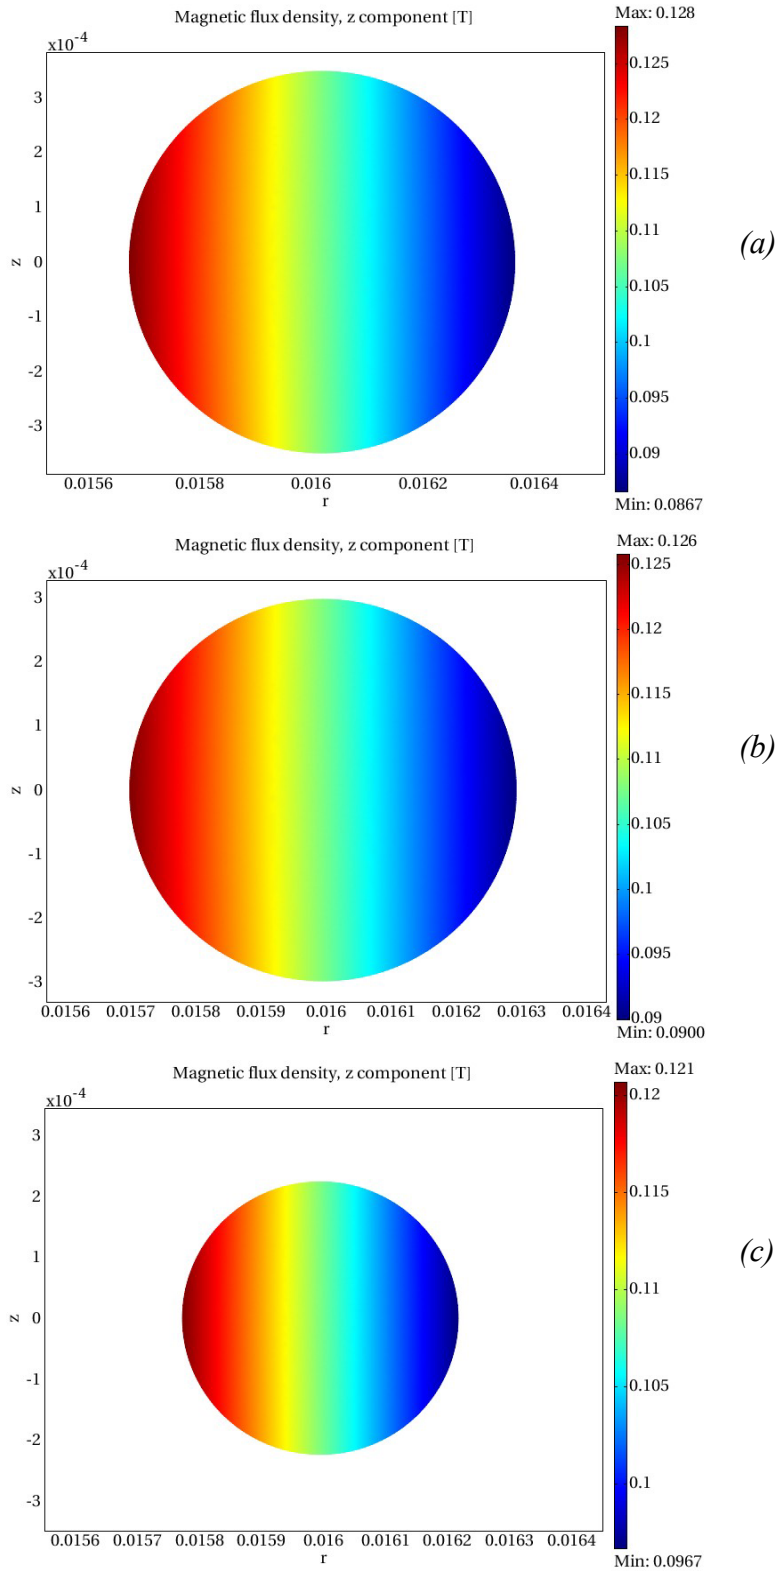 Magnetic flux density, z component [T]
Max: 0.128
x10-4
3
2
1
0
-1
-2
-3
z
0.0156 0.0158 0.016 0.0162 0.0164
r
0.125
0.12
0.115
0.11
0.105
0.1
0.095
0.09
Min: 0.0867
(a)
Magnetic flux density, z component [T]
Max: 0.126
x10-4
3
2
1
0
-1
-2
-3
z
0.0156 0.0157 0.0158 0.0159 0.016 0.0161 0.0162 0.0163 0.0164
r
0.125
0.12
0.115
0.11
0.105
0.1
0.095
0.09
Min: 0.0900
(b)
Magnetic flux density, z component [T]
Max: 0.121
x10-4
3
2
1
0
-1
-2
-3
z
0.0156 0.0157 0.0158 0.0159 0.016 0.0161 0.0162 0.0163 0.0164
r
0.12
0.115
0.11
0.105
0.1
Min: 0.0967
(c)